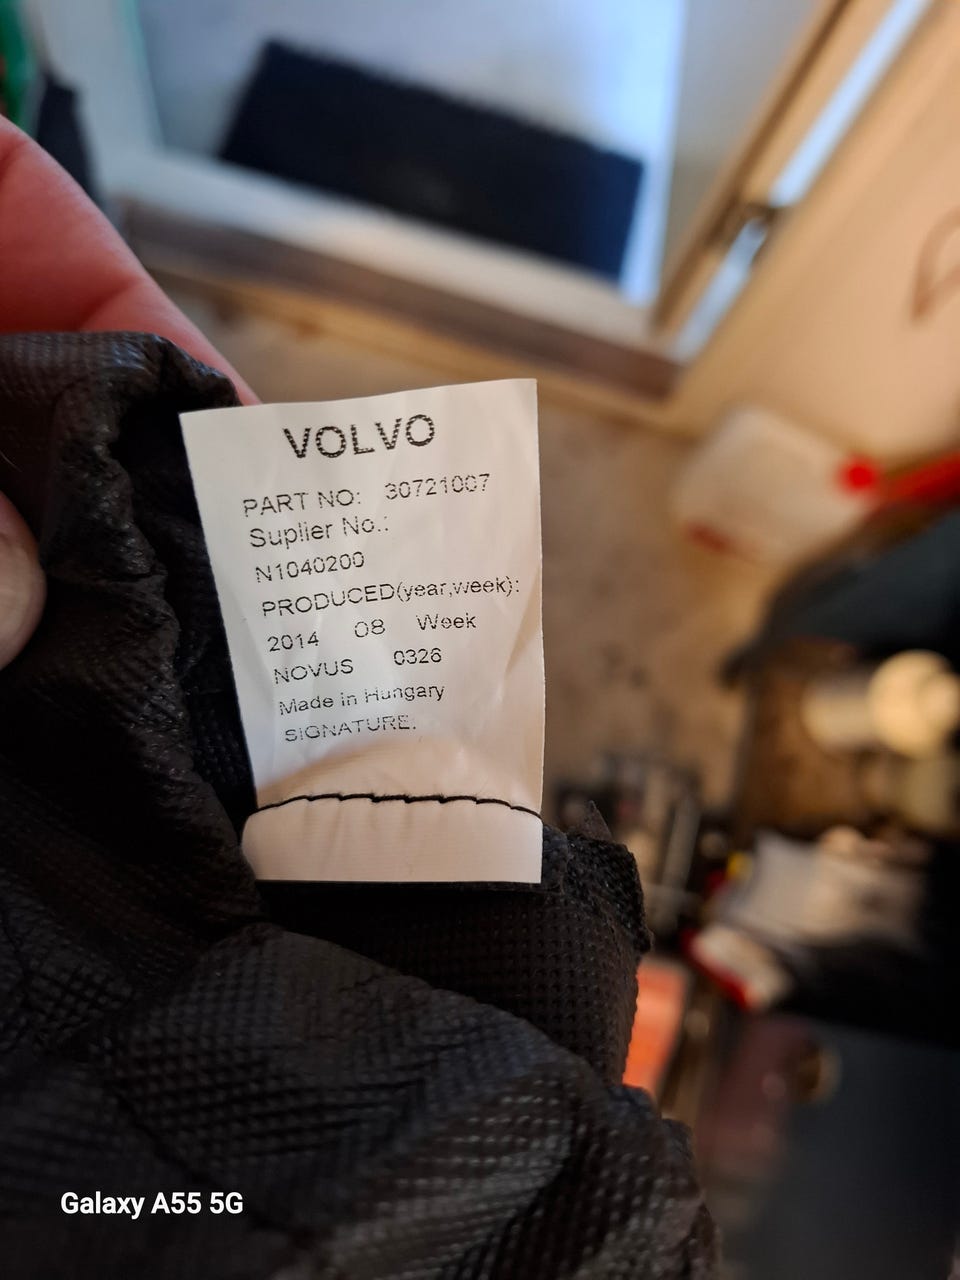 VOLVO
PART NO: 30721007
Suplier No.:
N1040200
PRODUCED(year,week):
2014 08 Week
NOVUS 0326
Made in Hungary
SIGNATURE:
Galaxy A55 5G